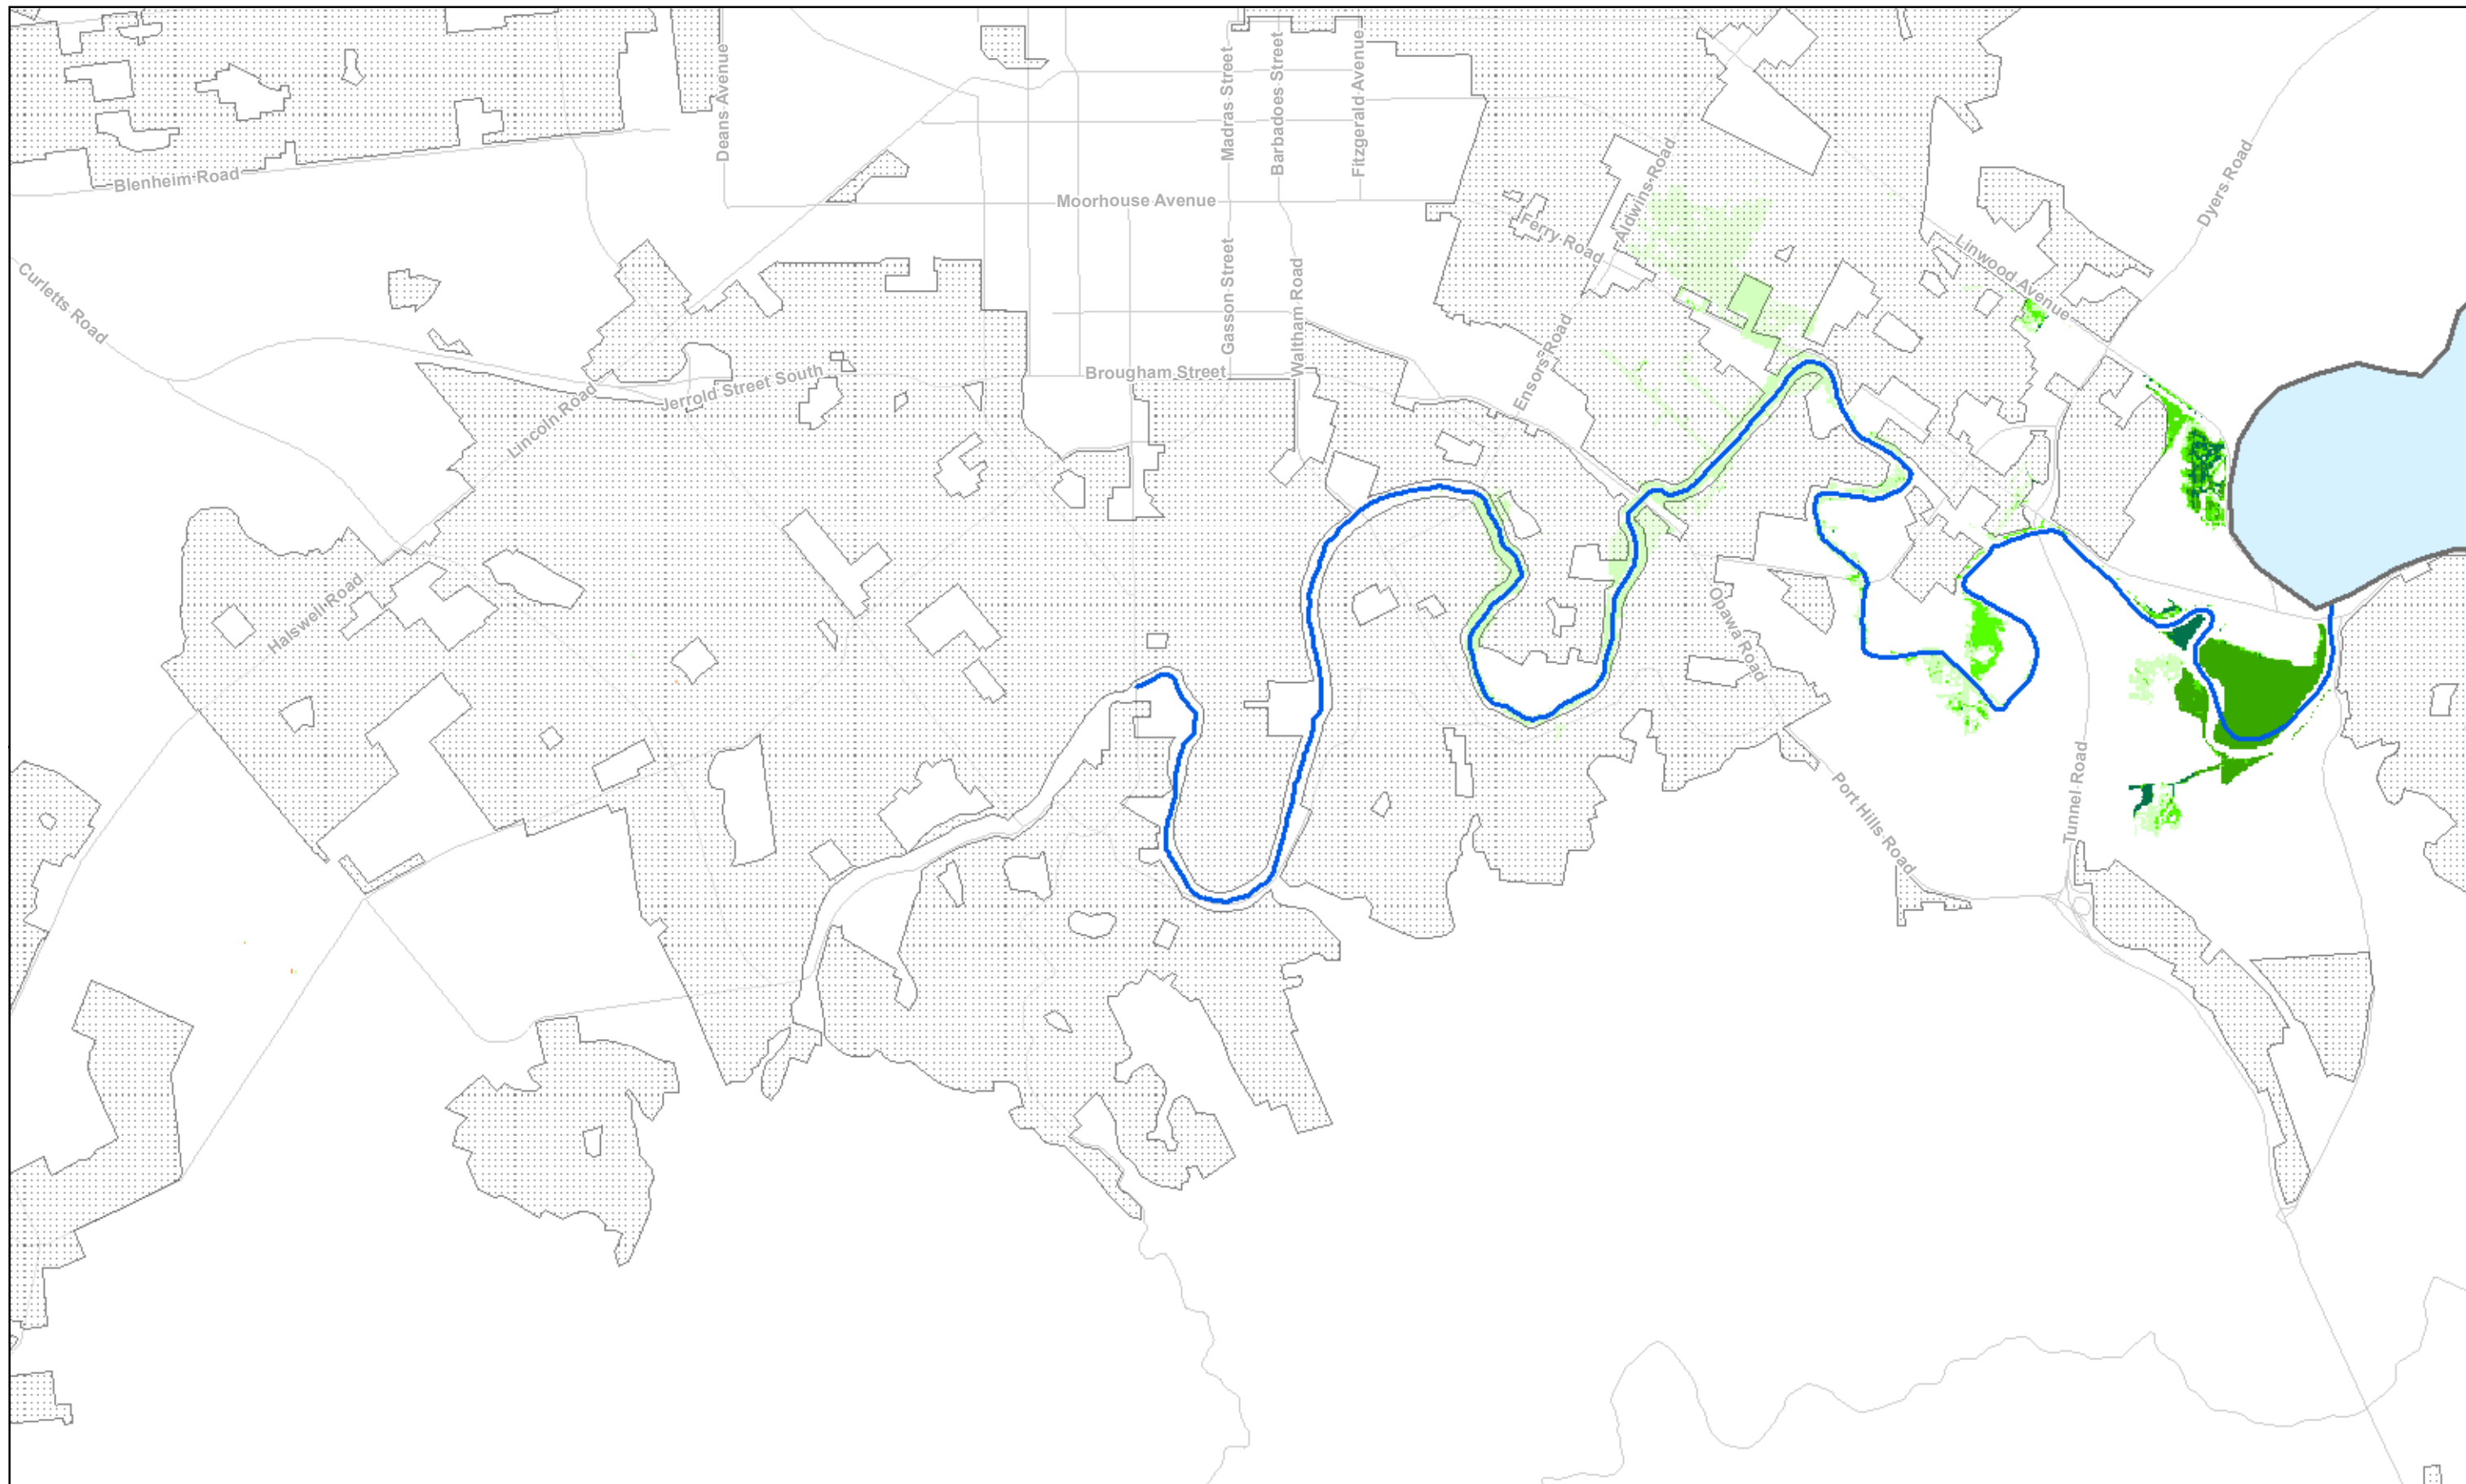 Deans Avenue
Madras Street
Barbadoes Street
Fitzgerald Avenue
Blenheim Road
Moorhouse Avenue
Aldwins Road
Ferry Road
Dyers Road
Linwood Avenue
Curletts Road
Gasson Street
Waltham Road
Ensors Road
Brougham Street
Jerrold Street South
Lincoln Road
Halswell Road
Opawa Road
Port Hills Road
Tunnel Road